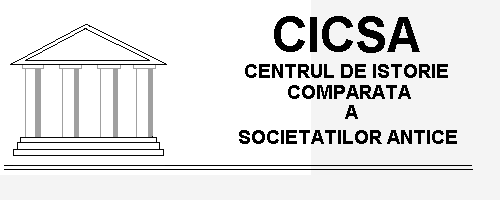 CICSA
CENTRUL DE ISTORIE
COMPARATA
A
SOCIETATILOR ANTICE